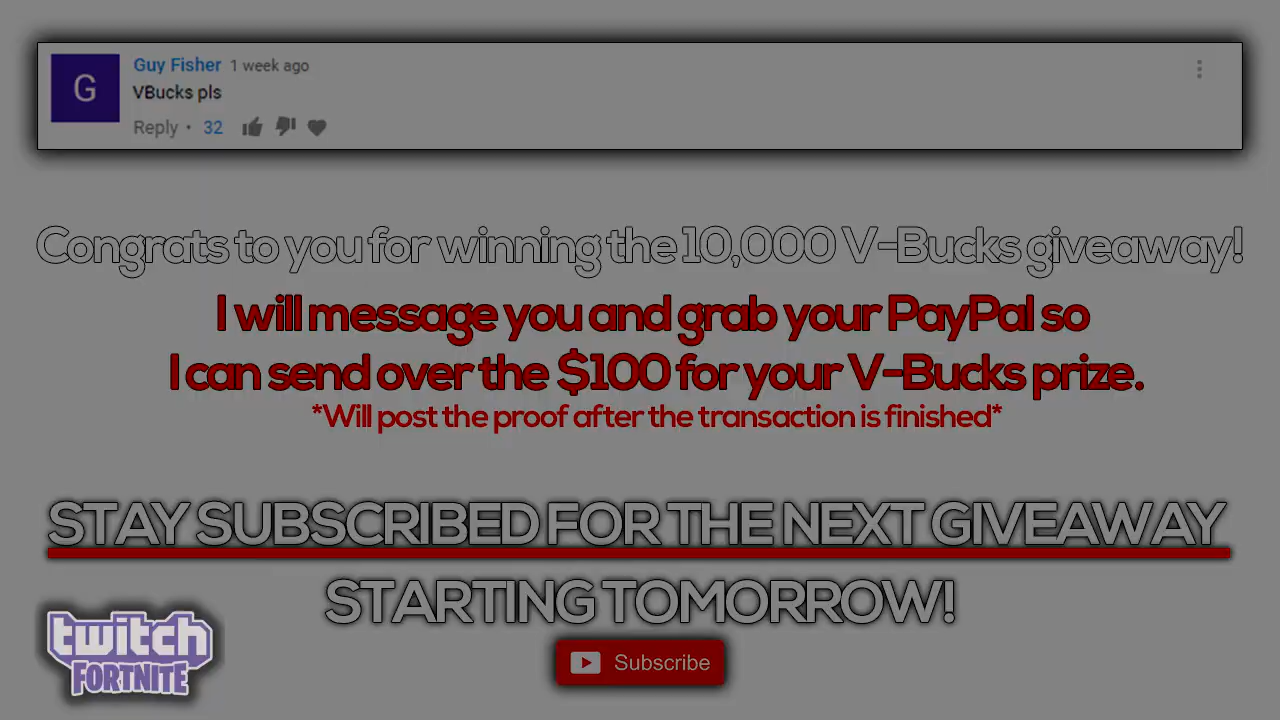 G
Guy Fisher 1 week ago
VBucks pls
Reply • 32
Congrats to you for winning the 10,000 V-Bucks giveaway!
I will message you and grab your PayPal so
I can send over the $100 for your V-Bucks prize.
*Will post the proof after the transaction is finished*
STAY SUBSCRIBED FOR THE NEXT GIVEAWAY
STARTING TOMORROW!
twitch
FORTNITE
Subscribe